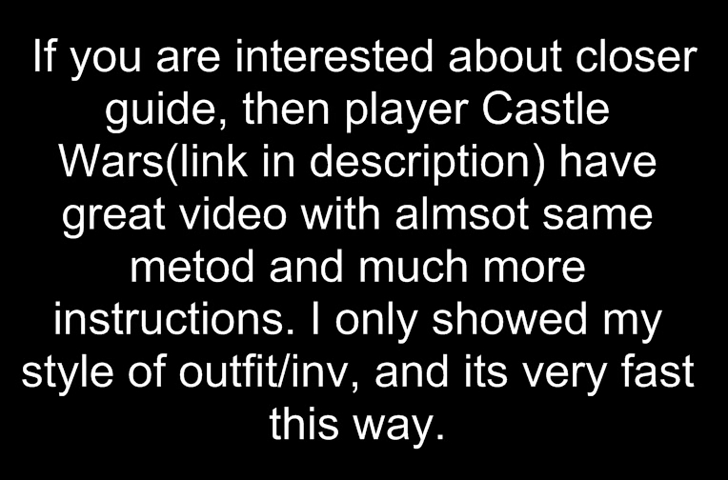 If you are interested about closer
guide, then player Castle
Wars(link in description) have
great video with almsot same
metod and much more
instructions. I only showed my
style of outfit/inv, and its very fast
this way.